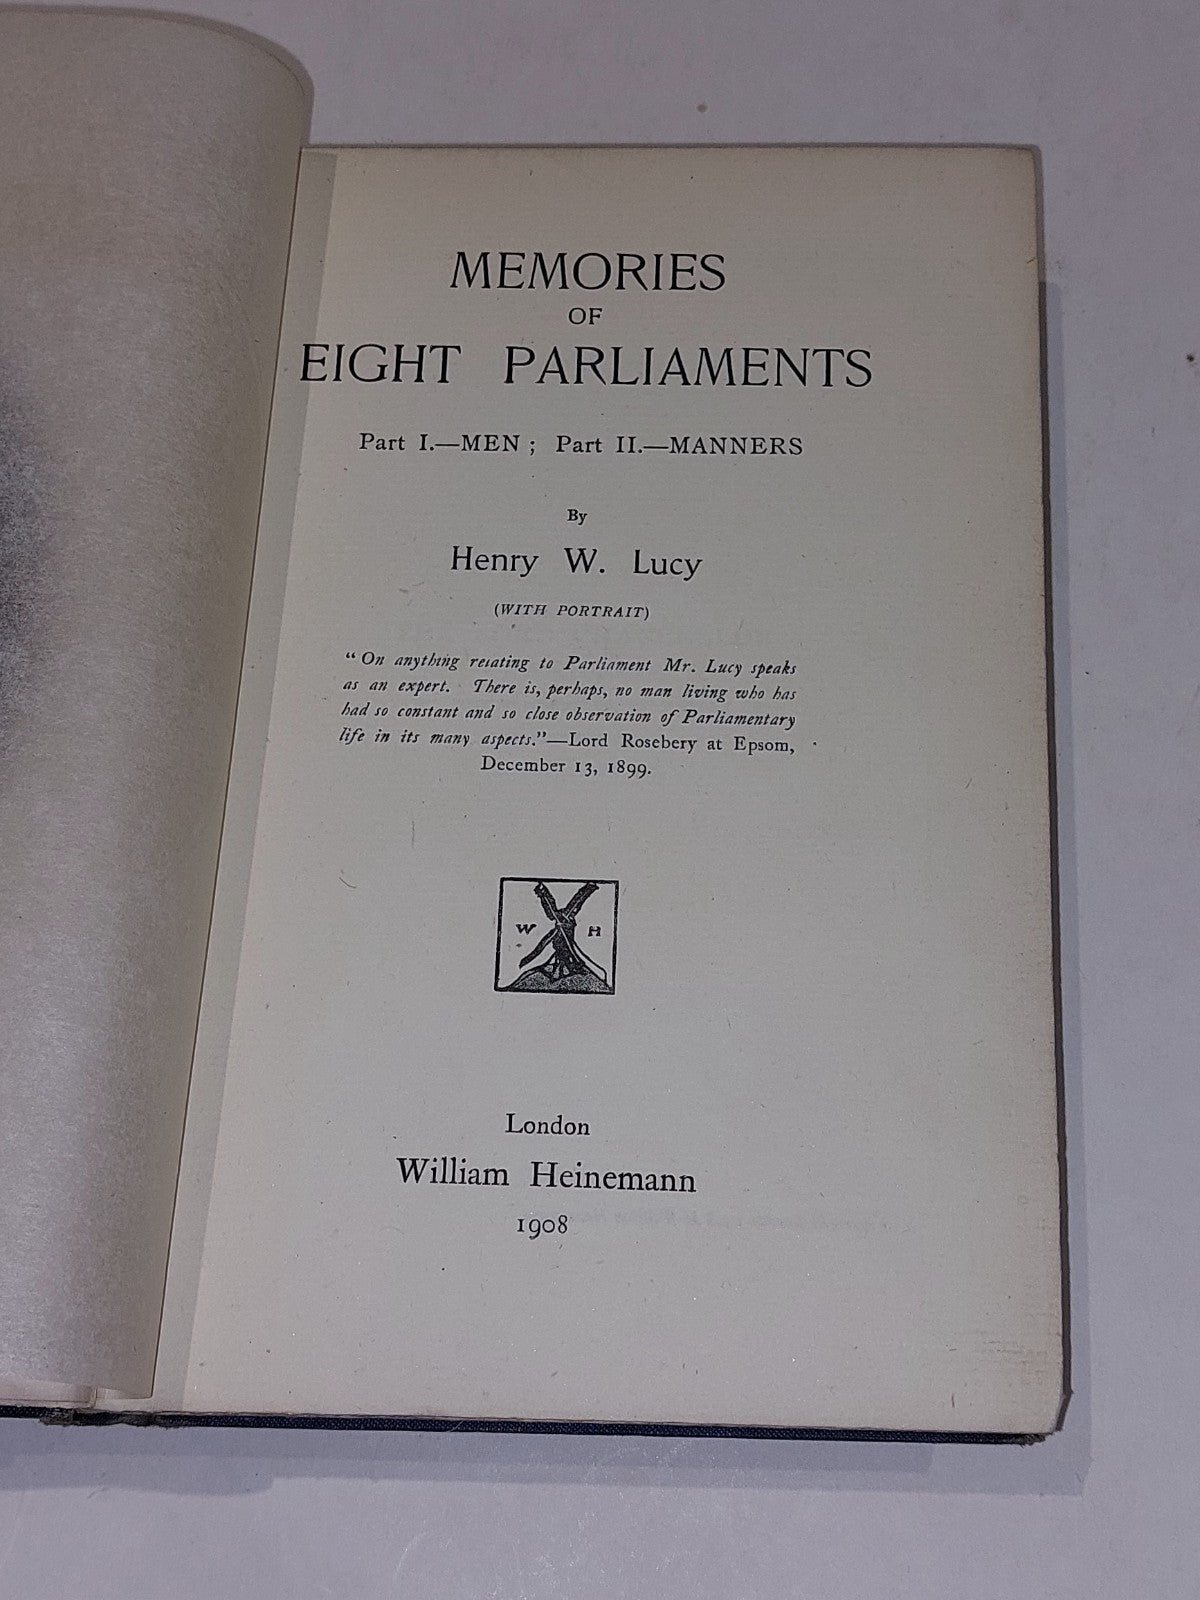 MEMORIES
OF
EIGHT PARLIAMENTS
Part I.—MEN ; Part II.—MANNERS
By
Henry W. Lucy
(WITH PORTRAIT)
“On anything relating to Parliament Mr. Lucy speaks
as an expert. There is, perhaps, no man living who has
had so constant and so close observation of Parliamentary
life in its many aspects.”—Lord Rosebery at Epsom,
December 13, 1899.
W H
London
William Heinemann
1908